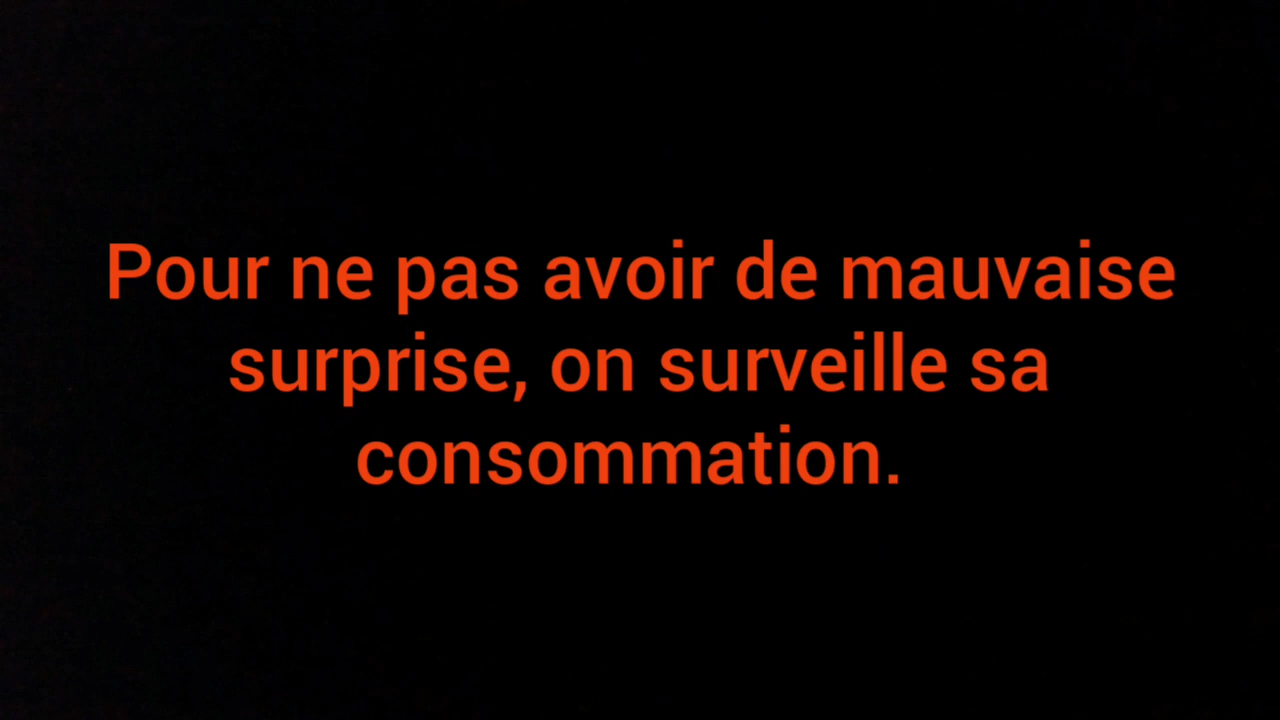 Pour ne pas avoir de mauvaise
surprise, on surveille sa
consommation.